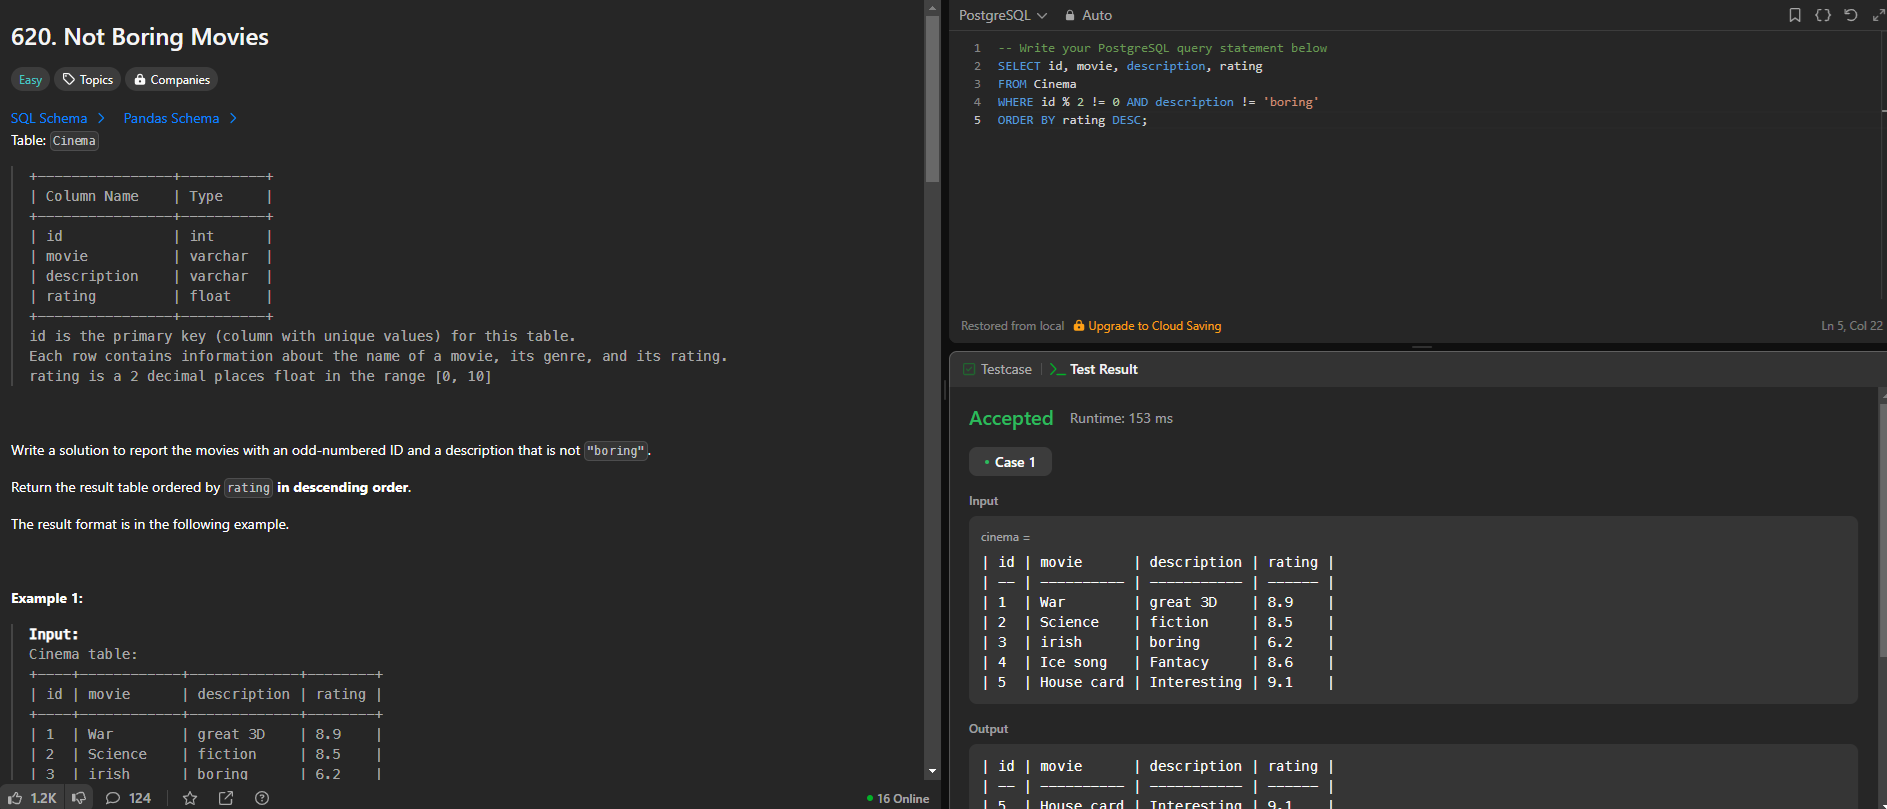 620. Not Boring Movies
Easy Topics Companies
SQL Schema > Pandas Schema >
Table: Cinema
+----------------+----------+
| Column Name    | Type     |
+----------------+----------+
| id             | int      |
| movie          | varchar  |
| description    | varchar  |
| rating         | float    |
+----------------+----------+
id is the primary key (column with unique values) for this table.
Each row contains information about the name of a movie, its genre, and its rating.
rating is a 2 decimal places float in the range [0, 10]
Write a solution to report the movies with an odd-numbered ID and a description that is not "boring".
Return the result table ordered by rating in descending order.
The result format is in the following example.
Example 1:
Input:
Cinema table:
+----+------------+-------------+--------+
| id | movie      | description | rating |
+----+------------+-------------+--------+
| 1  | War        | great 3D    | 8.9    |
| 2  | Science    | fiction     | 8.5    |
| 3  | irish      | boring      | 6.2    |
1.2K 124 16 Online
PostgreSQL Auto
1 -- Write your PostgreSQL query statement below
2 SELECT id, movie, description, rating
3 FROM Cinema
4 WHERE id % 2 != 0 AND description != 'boring'
5 ORDER BY rating DESC;
Restored from local Upgrade to Cloud Saving Ln 5, Col 22
Testcase | >_ Test Result
Accepted Runtime: 153 ms
• Case 1
Input
cinema =
| id | movie      | description | rating |
| -- | ---------- | ----------- | ------ |
| 1  | War        | great 3D    | 8.9    |
| 2  | Science    | fiction     | 8.5    |
| 3  | irish      | boring      | 6.2    |
| 4  | Ice song   | Fantacy     | 8.6    |
| 5  | House card | Interesting | 9.1    |
Output
| id | movie      | description | rating |
| -- | ---------- | ----------- | ------ |
| 5  | House card | Interesting | 9.1    |